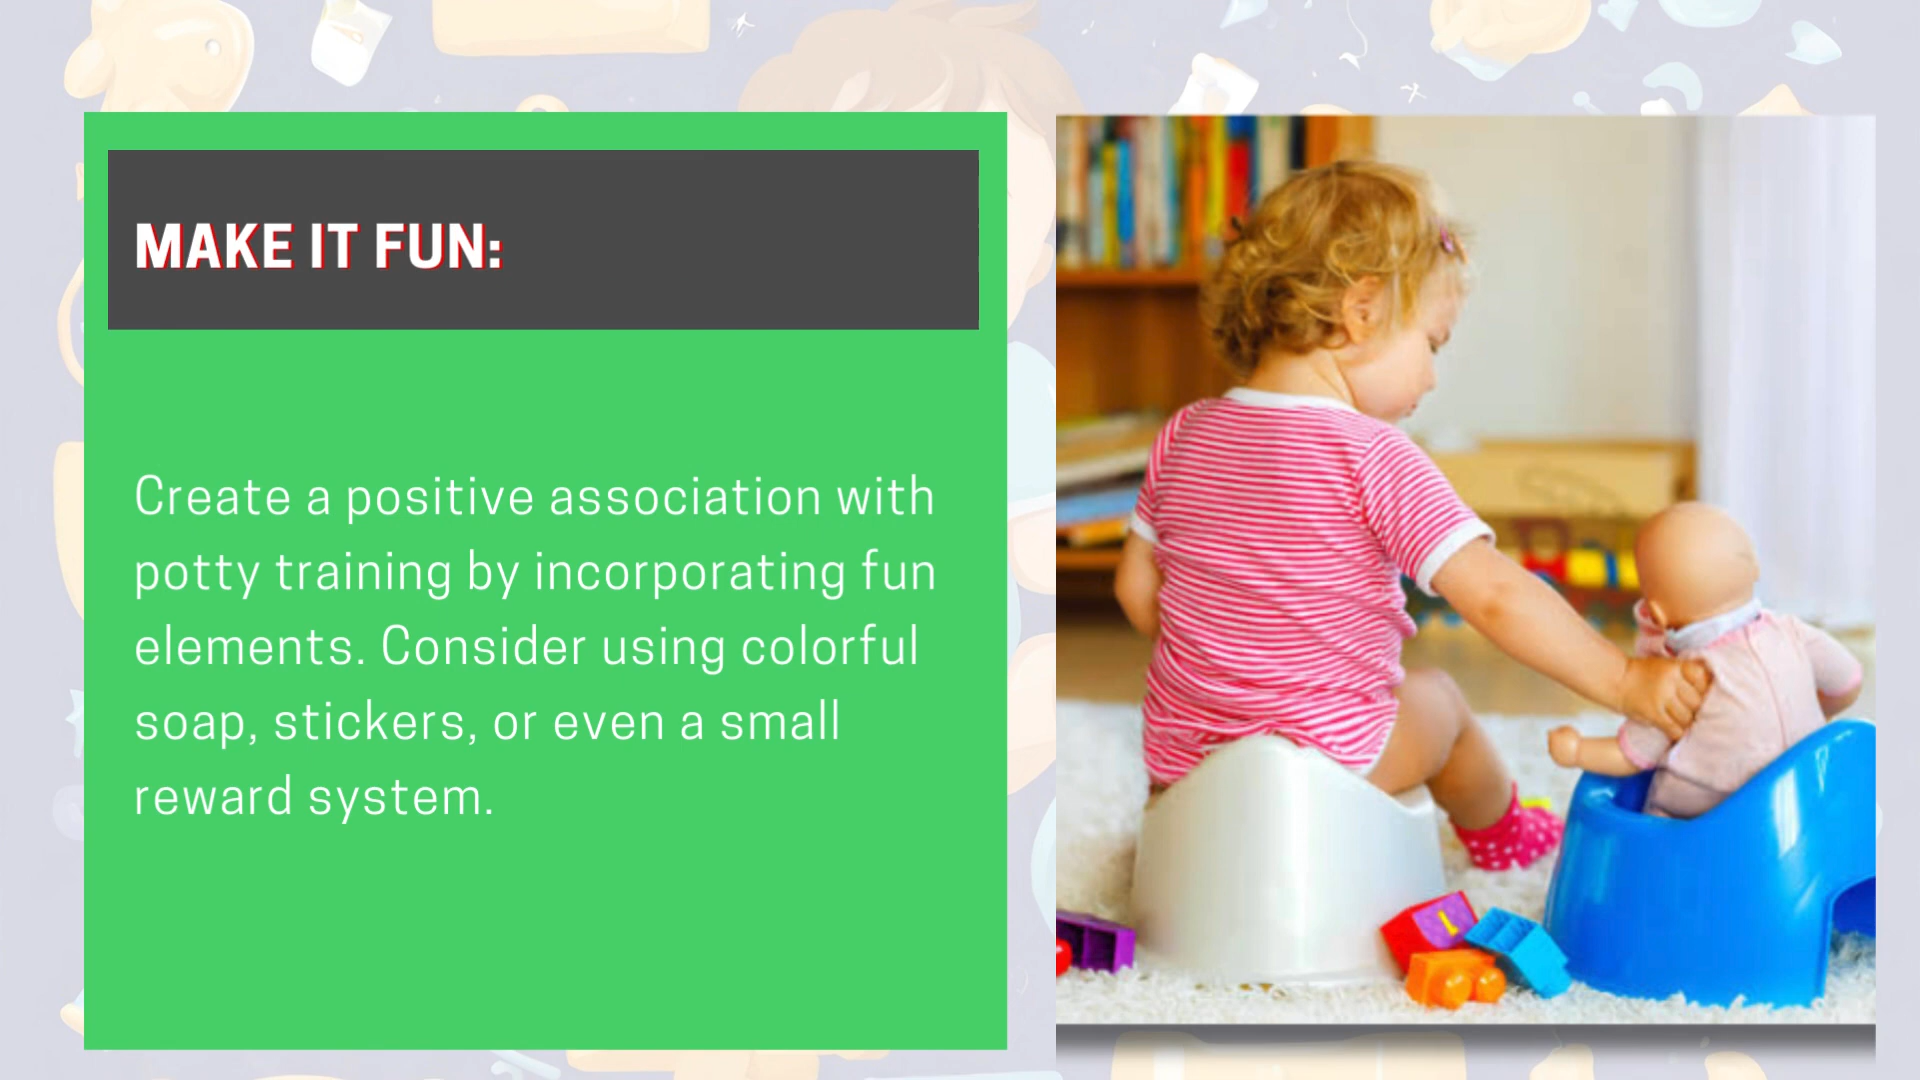 MAKE IT FUN:
Create a positive association with
potty training by incorporating fun
elements. Consider using colorful
soap, stickers, or even a small
reward system.